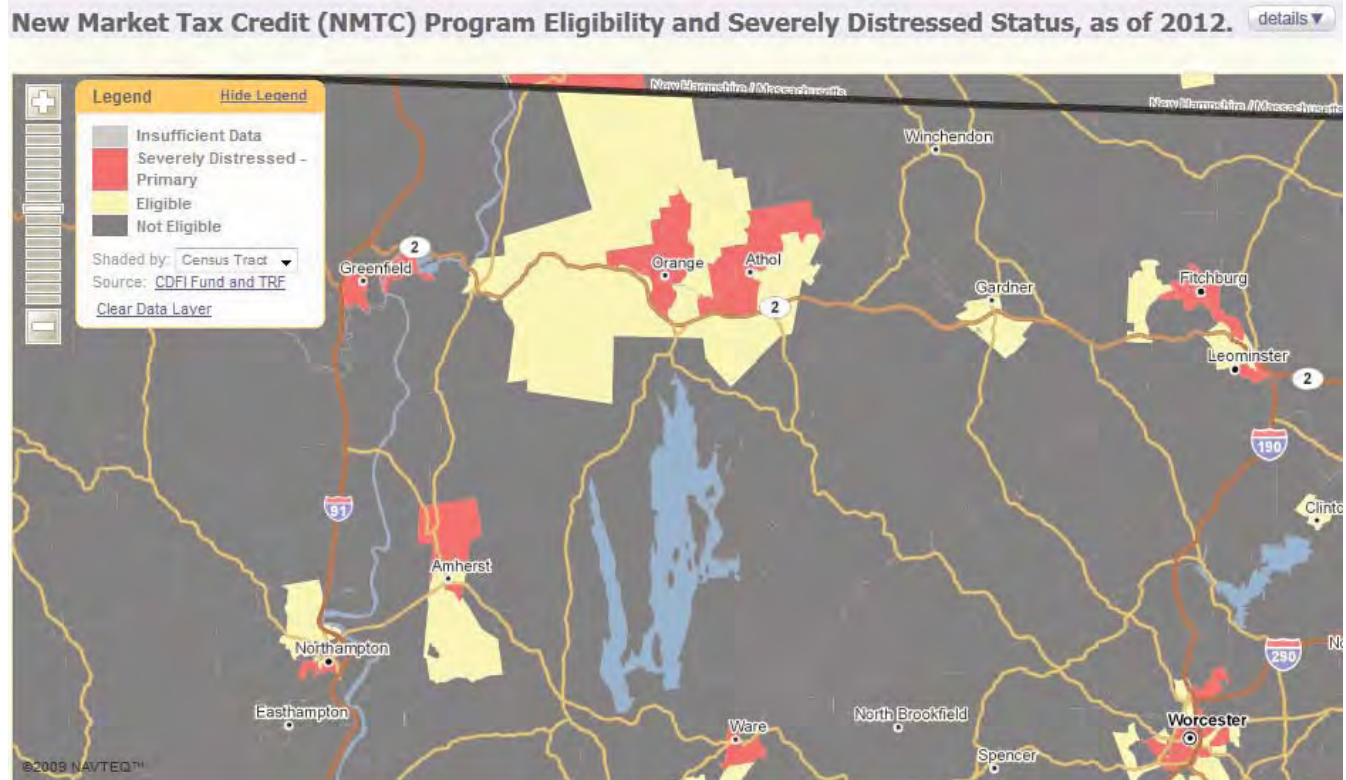 New Market Tax Credit (NMTC) Program Eligibility and Severely Distressed Status, as of 2012.
details ▼
Legend
Hide Legend
Insufficient Data
Severely Distressed -
Primary
Eligible
Not Eligible
Shaded by: Census Tract
Source: CDFI Fund and TRF
Clear Data Layer
New Hampshire / Massachusetts
New Hampshire / Massachusetts
Winchendon
2
Greenfield
Orange
Athol
2
Gardner
Fitchburg
Leominster
2
190
91
Clinto
Amherst
Northampton
290
No
Easthampton
Ware
North Brookfield
Worcester
Spencer
©2009 NAVTEQ™